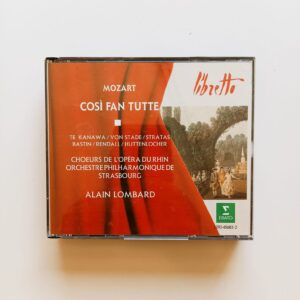 MOZART
COSÌ FAN TUTTE
libretto
TE KANAWA / VON STADE / STRATAS
BASTIN / RENDALL / HUTTENLOCHER
CHOEURS DE L'OPERA DU RHIN
ORCHESTRE PHILHARMONIQUE DE
STRASBOURG
ALAIN LOMBARD
ERATO